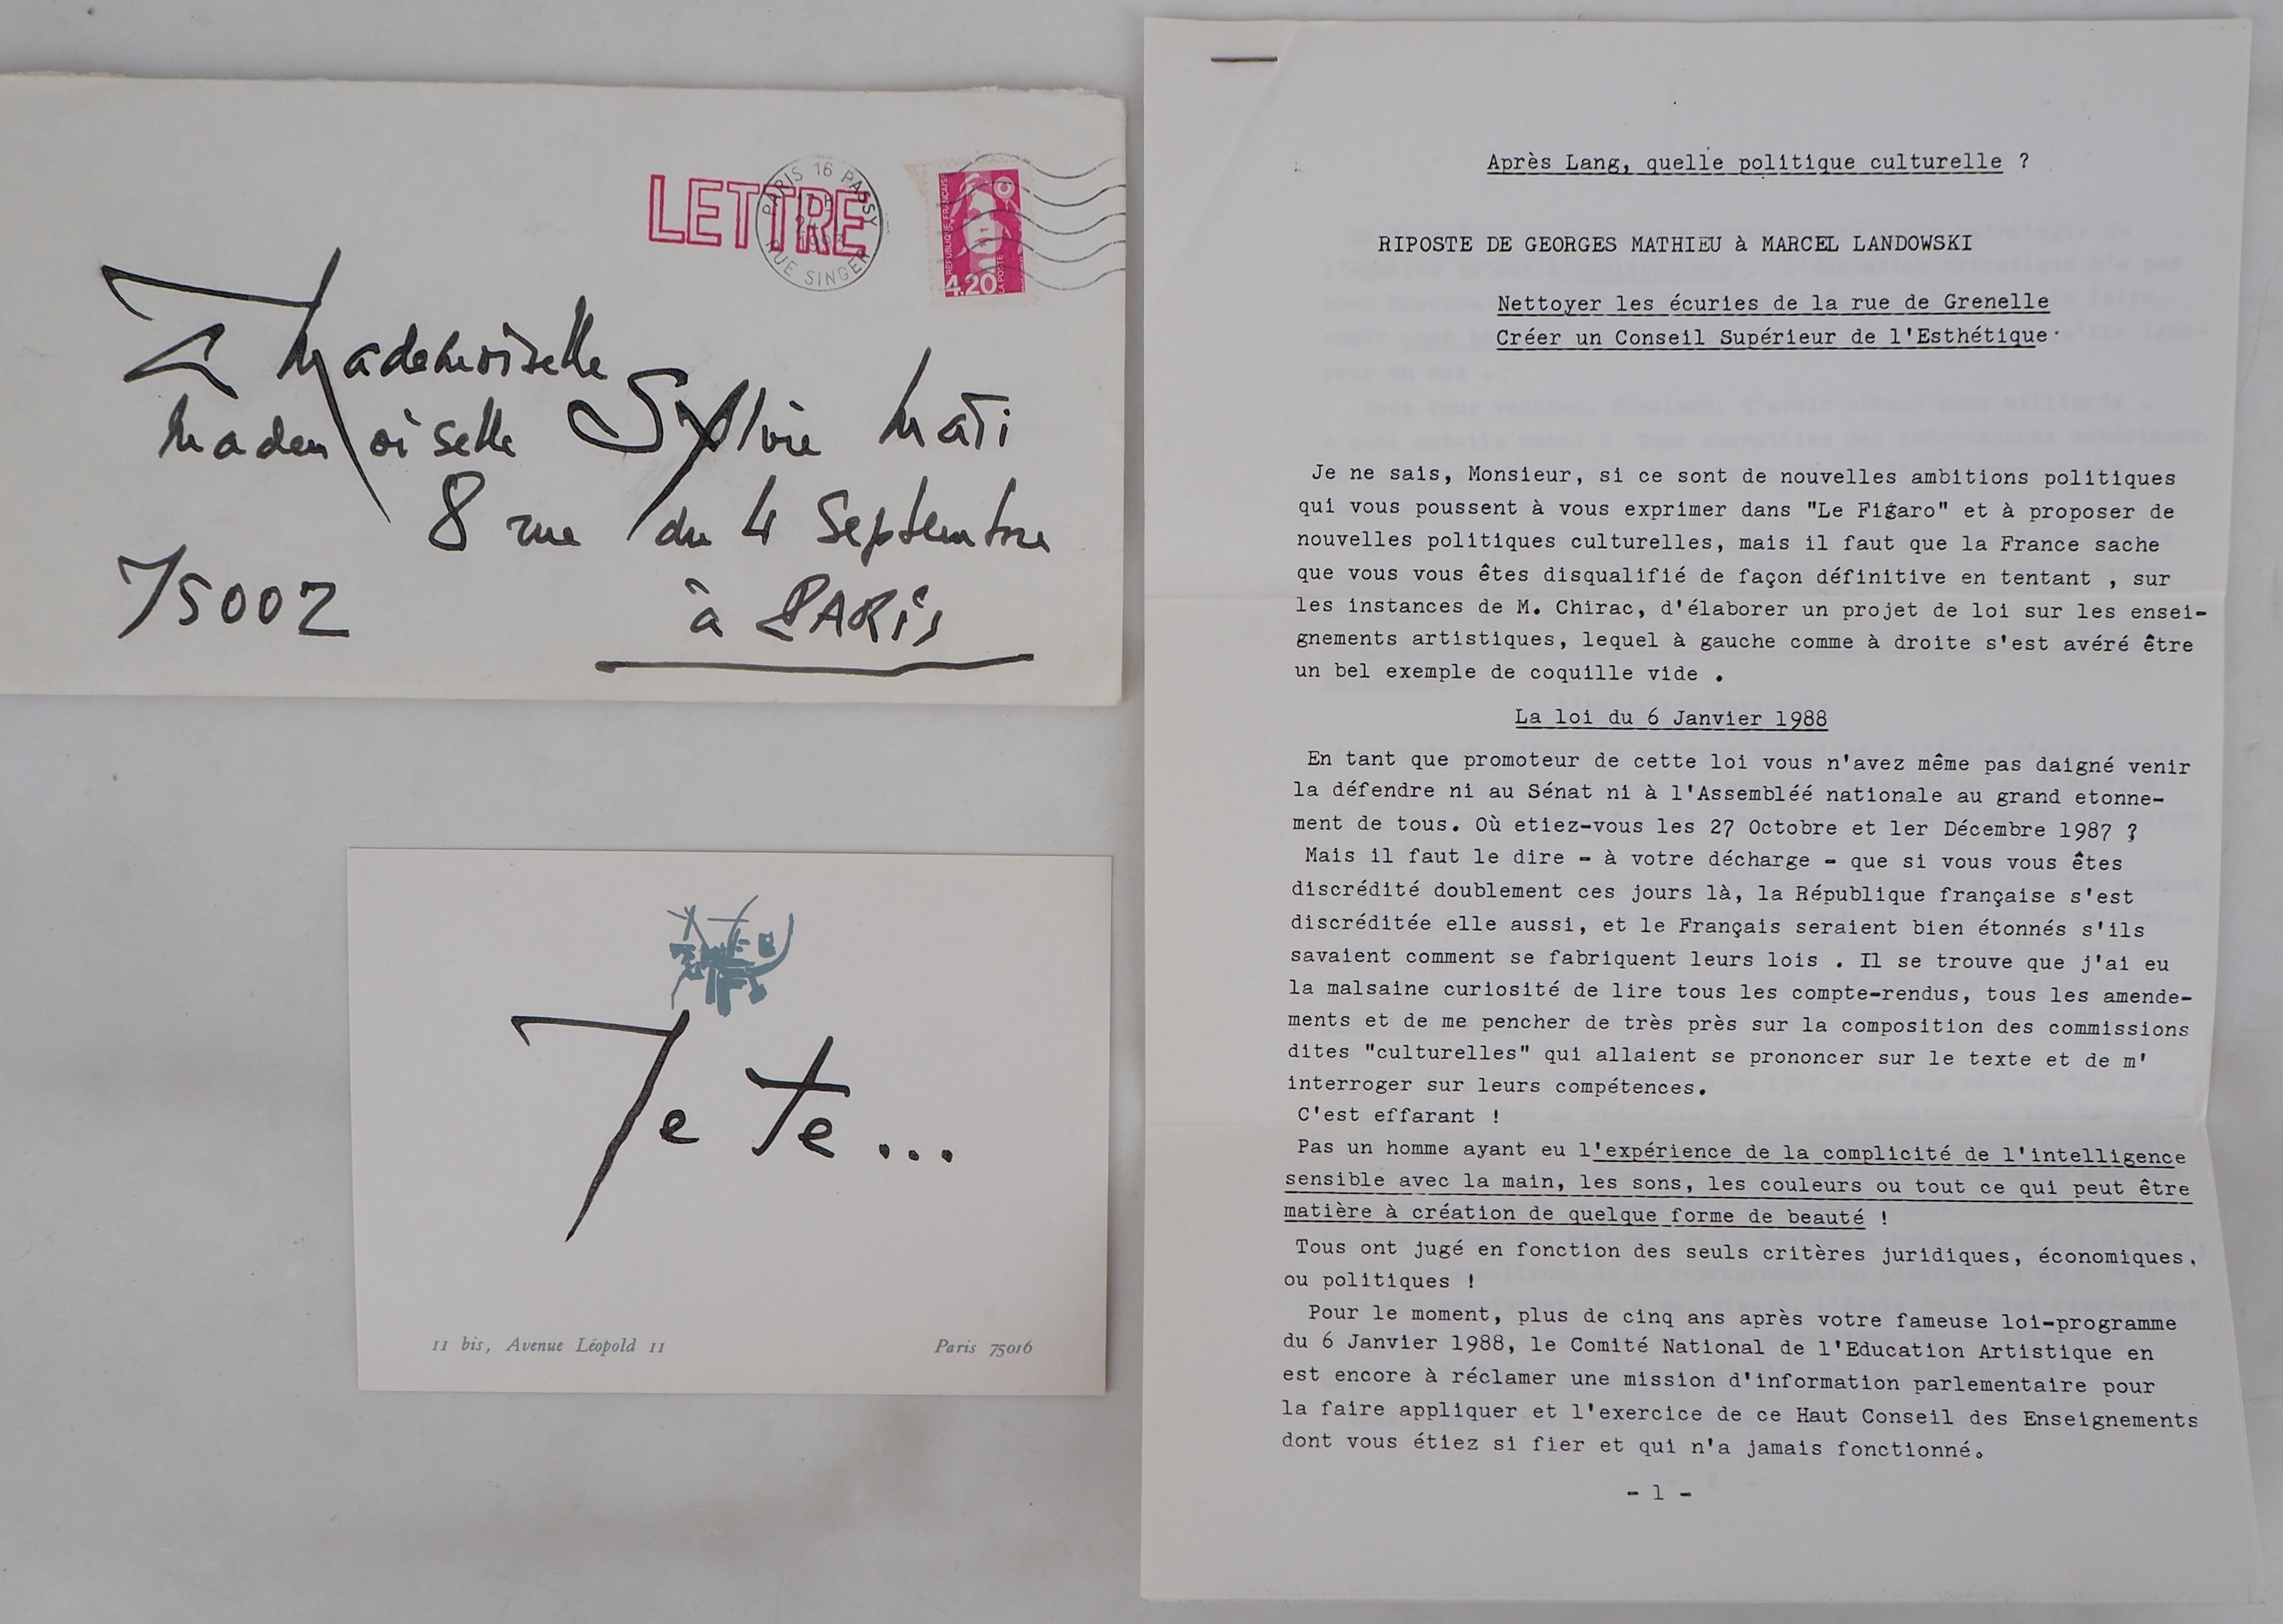 LETTRE
PARIS 16 PASSY
RUE SINGER
REPUBLIQUE FRANÇAISE
4.20
LA POSTE
à Mademoiselle
Mademoiselle Sylvie
8 rue du 4 Septembre
75002
à PARIS
Je te...
11 bis, Avenue Léopold II
Paris 75016
Après Lang, quelle politique culturelle ?
RIPOSTE DE GEORGES MATHIEU à MARCEL LANDOWSKI
Nettoyer les écuries de la rue de Grenelle
Créer un Conseil Supérieur de l'Esthétique
Je ne sais, Monsieur, si ce sont de nouvelles ambitions politiques
qui vous poussent à vous exprimer dans "Le Figaro" et à proposer de
nouvelles politiques culturelles, mais il faut que la France sache
que vous vous êtes disqualifié de façon définitive en tentant , sur
les instances de M. Chirac, d'élaborer un projet de loi sur les ensei-
gnements artistiques, lequel à gauche comme à droite s'est avéré être
un bel exemple de coquille vide .
La loi du 6 Janvier 1988
En tant que promoteur de cette loi vous n'avez même pas daigné venir
la défendre ni au Sénat ni à l'Assembléé nationale au grand etonne-
ment de tous. Où etiez-vous les 27 Octobre et 1er Décembre 1987 ?
Mais il faut le dire - à votre décharge - que si vous vous êtes
discrédité doublement ces jours là, la République française s'est
discréditée elle aussi, et le Français seraient bien étonnés s'ils
savaient comment se fabriquent leurs lois . Il se trouve que j'ai eu
la malsaine curiosité de lire tous les compte-rendus, tous les amende-
ments et de me pencher de très près sur la composition des commissions
dites "culturelles" qui allaient se prononcer sur le texte et de m'
interroger sur leurs compétences.
C'est effarant !
Pas un homme ayant eu l'expérience de la complicité de l'intelligence
sensible avec la main, les sons, les couleurs ou tout ce qui peut être
matière à création de quelque forme de beauté !
Tous ont jugé en fonction des seuls critères juridiques, économiques,
ou politiques !
Pour le moment, plus de cinq ans après votre fameuse loi-programme
du 6 Janvier 1988, le Comité National de l'Education Artistique en
est encore à réclamer une mission d'information parlementaire pour
la faire appliquer et l'exercice de ce Haut Conseil des Enseignements
dont vous étiez si fier et qui n'a jamais fonctionné.
- 1 -